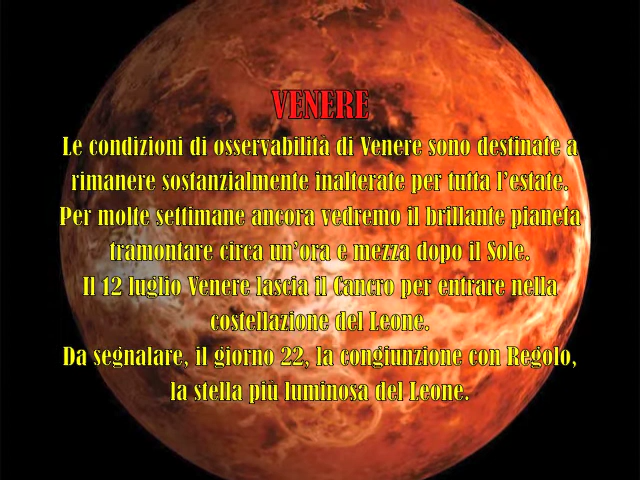 VENERE
Le condizioni di osservabilità di Venere sono destinate a
rimanere sostanzialmente inalterate per tutta l'estate.
Per molte settimane ancora vedremo il brillante pianeta
tramontare circa un'ora e mezza dopo il Sole.
Il 12 luglio Venere lascia il Cancro per entrare nella
costellazione del Leone.
Da segnalare, il giorno 22, la congiunzione con Regolo,
la stella più luminosa del Leone.